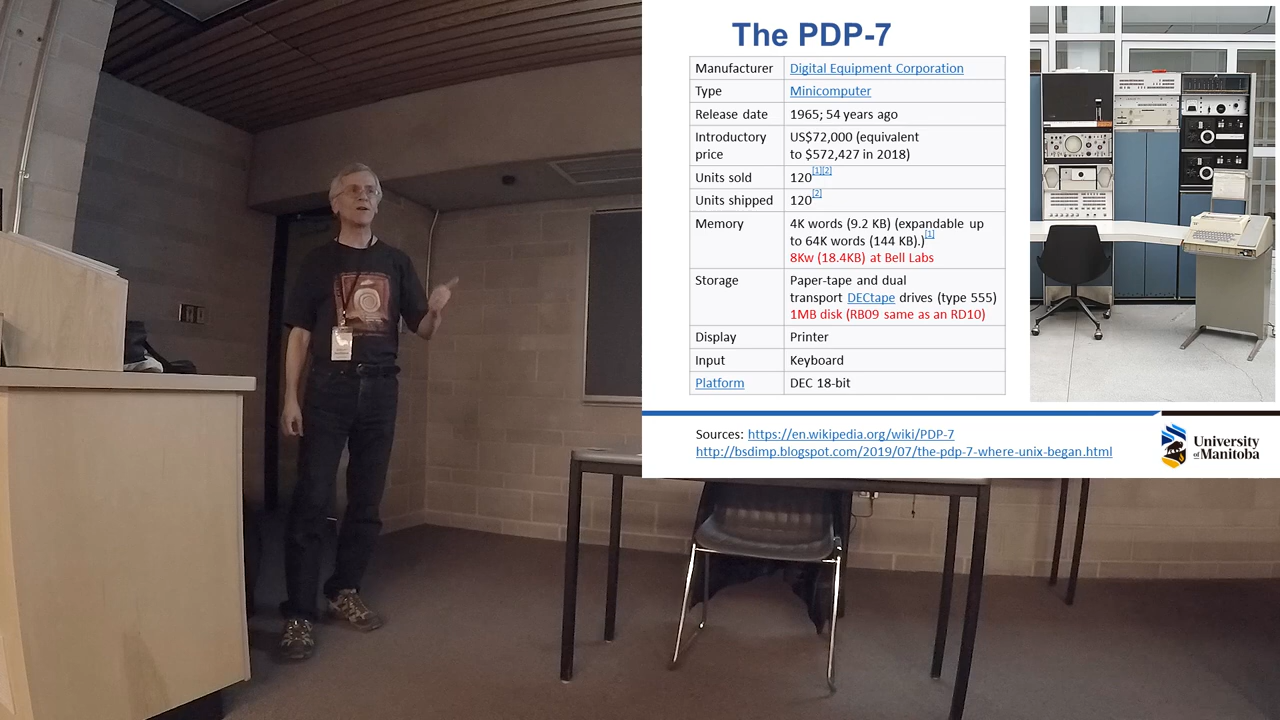 The PDP-7
Manufacturer Digital Equipment Corporation
Type Minicomputer
Release date 1965; 54 years ago
Introductory price US$72,000 (equivalent
to $572,427 in 2018)
Units sold 120[1][2]
Units shipped 120[2]
Memory 4K words (9.2 KB) (expandable up
to 64K words (144 KB).)[1]
8Kw (18.4KB) at Bell Labs
Storage Paper-tape and dual
transport DECtape drives (type 555)
1MB disk (RB09 same as an RD10)
Display Printer
Input Keyboard
Platform DEC 18-bit
Sources: https://en.wikipedia.org/wiki/PDP-7
http://bsdimp.blogspot.com/2019/07/the-pdp-7-where-unix-began.html
University
of Manitoba